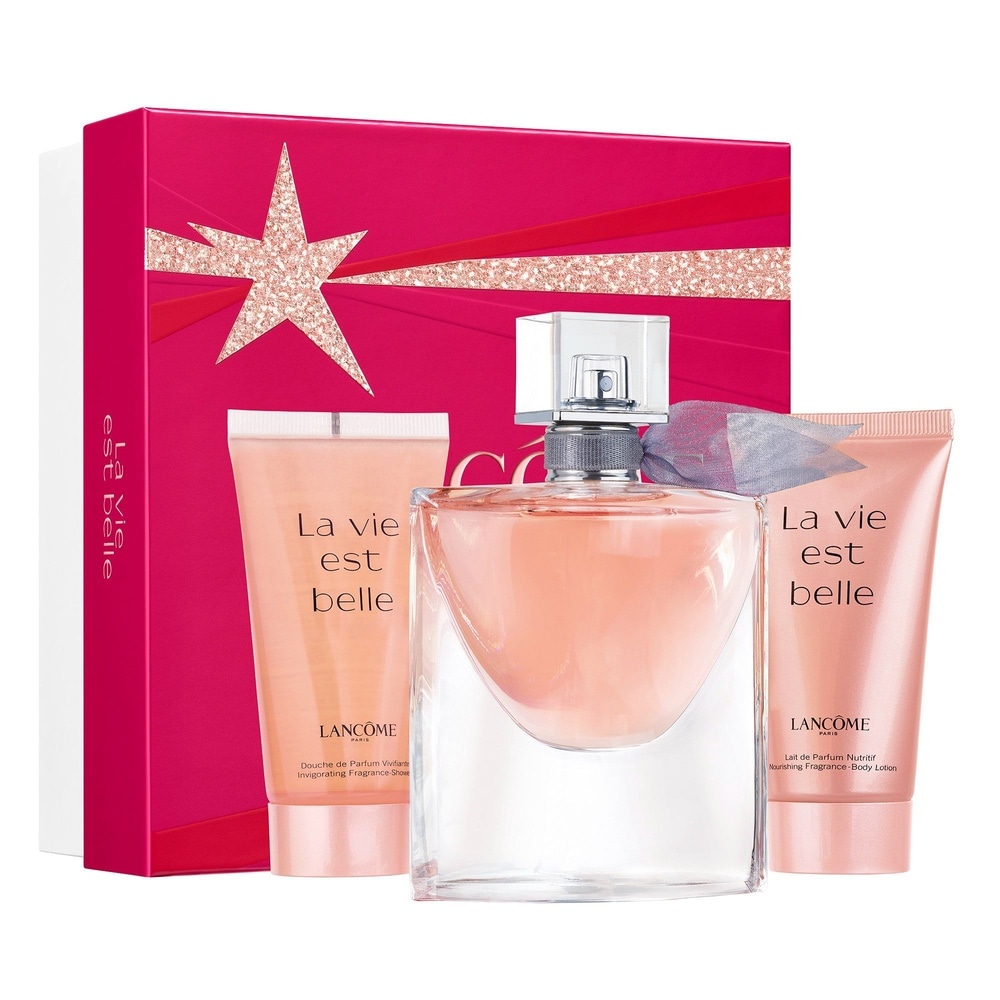 La vie
est belle
La vie
est
belle
LANCÔME
PARIS
Douche de Parfum Vivifiante
Invigorating Fragrance-Shower
CÔ
La vie
est
belle
LANCÔME
PARIS
Lait de Parfum Nutritif
Nourishing Fragrance-Body Lotion